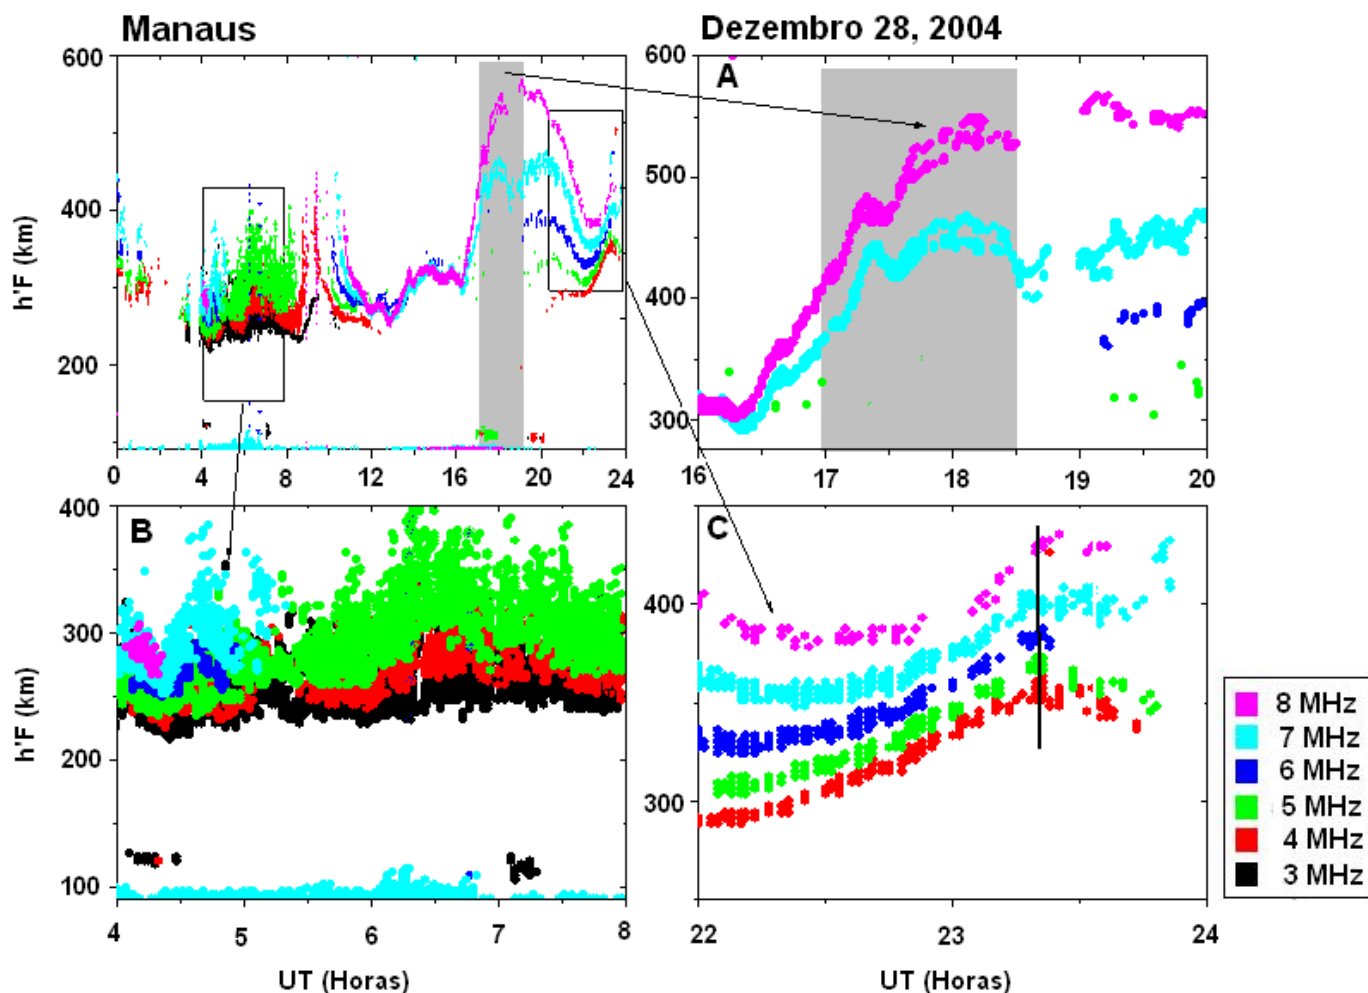 Manaus
Dezembro 28, 2004
600
400
200
h'F (km)
0 4 8 13 16 20 24
A
600
500
400
300
16 17 18 19 20
B
400
300
200
100
h'F (km)
4 5 6 7 8
UT (Horas)
C
400
300
22 23 24
UT (Horas)
8 MHz
7 MHz
6 MHz
5 MHz
4 MHz
3 MHz